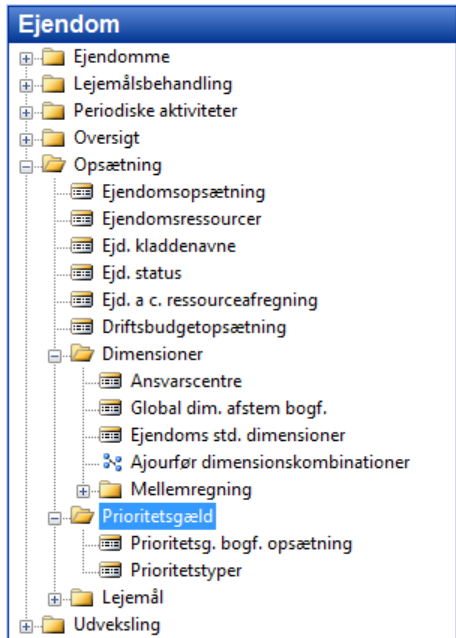 Ejendom
Ejendomme
Lejemålsbehandling
Periodiske aktiviteter
Oversigt
Opsætning
Ejendomsopsætning
Ejendomsressourcer
Ejd. kladdenavne
Ejd. status
Ejd. a c. ressourceafregning
Driftsbudgetopsætning
Dimensioner
Ansvarscentre
Global dim. afstem bogf.
Ejendoms std. dimensioner
Ajourfør dimensionskombinationer
Mellemregning
Prioritetsgæld
Prioritetsg. bogf. opsætning
Prioritetstyper
Lejemål
Udveksling